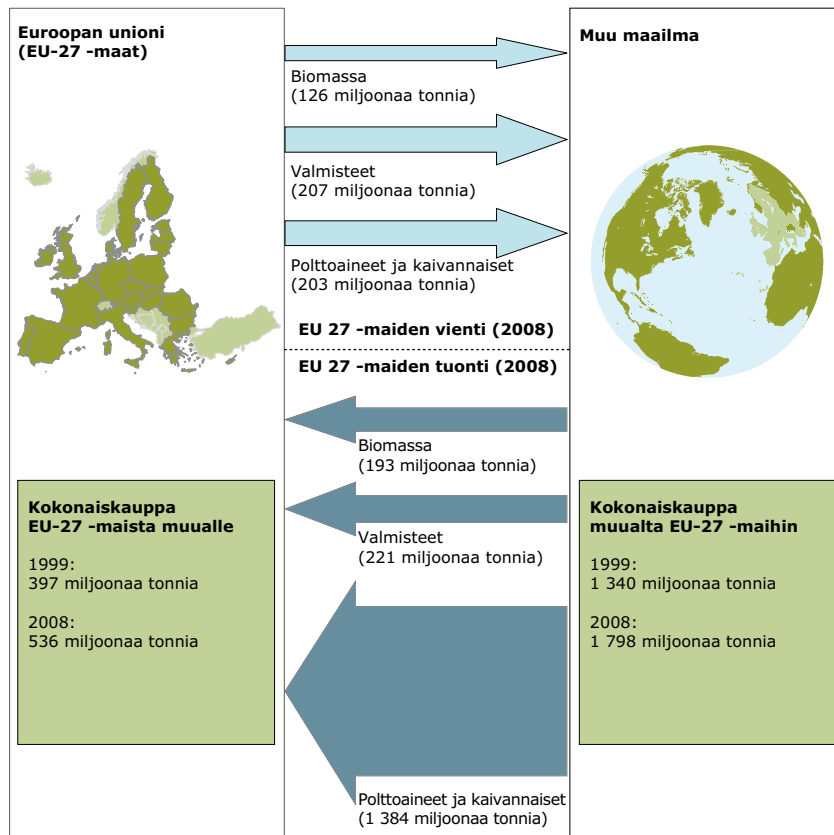 Euroopan unioni
(EU-27 -maat)
Muu maailma
Biomassa
(126 miljoonaa tonnia)
Valmisteet
(207 miljoonaa tonnia)
Polttoaineet ja kaivannaiset
(203 miljoonaa tonnia)
EU 27 -maiden vienti (2008)
EU 27 -maiden tuonti (2008)
Biomassa
(193 miljoonaa tonnia)
Valmisteet
(221 miljoonaa tonnia)
Polttoaineet ja kaivannaiset
(1 384 miljoonaa tonnia)
Kokonaiskauppa
EU-27 -maista muualle
1999:
397 miljoonaa tonnia
2008:
536 miljoonaa tonnia
Kokonaiskauppa
muualta EU-27 -maihin
1999:
1 340 miljoonaa tonnia
2008:
1 798 miljoonaa tonnia